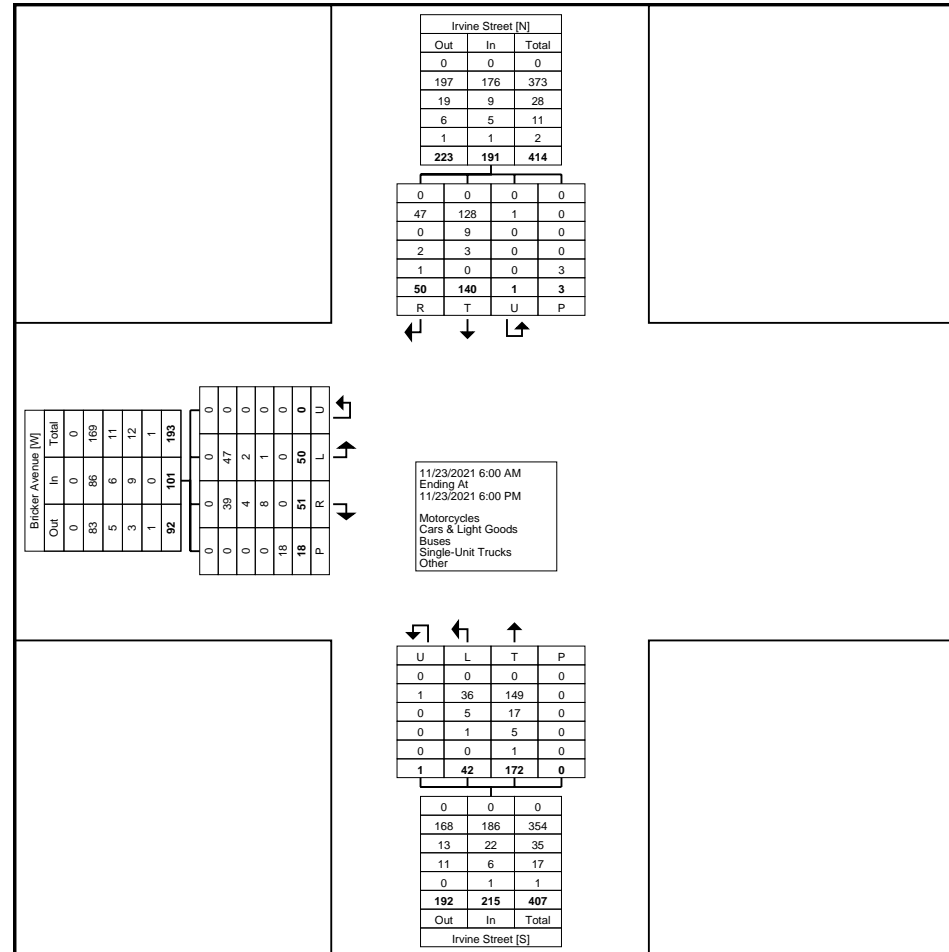 Irvine Street [N]
Out In Total
0 0 0
197 176 373
19 9 28
6 5 11
1 1 2
223 191 414
0 0 0 0
47 128 1 0
0 9 0 0
2 3 0 0
1 0 0 3
50 140 1 3
R T U P
Bricker Avenue [W]
Total 0 169 11 12 1 193
In 0 86 6 9 0 101
Out 0 83 5 3 1 92
0 0 0 0 0 0 U
0 47 2 1 0 50 L
0 39 4 8 0 51 R
0 0 0 0 18 18 P
11/23/2021 6:00 AM
Ending At
11/23/2021 6:00 PM
Motorcycles
Cars & Light Goods
Buses
Single-Unit Trucks
Other
U L T P
0 0 0 0
1 36 149 0
0 5 17 0
0 1 5 0
0 0 1 0
1 42 172 0
0 0 0
168 186 354
13 22 35
11 6 17
0 1 1
192 215 407
Out In Total
Irvine Street [S]